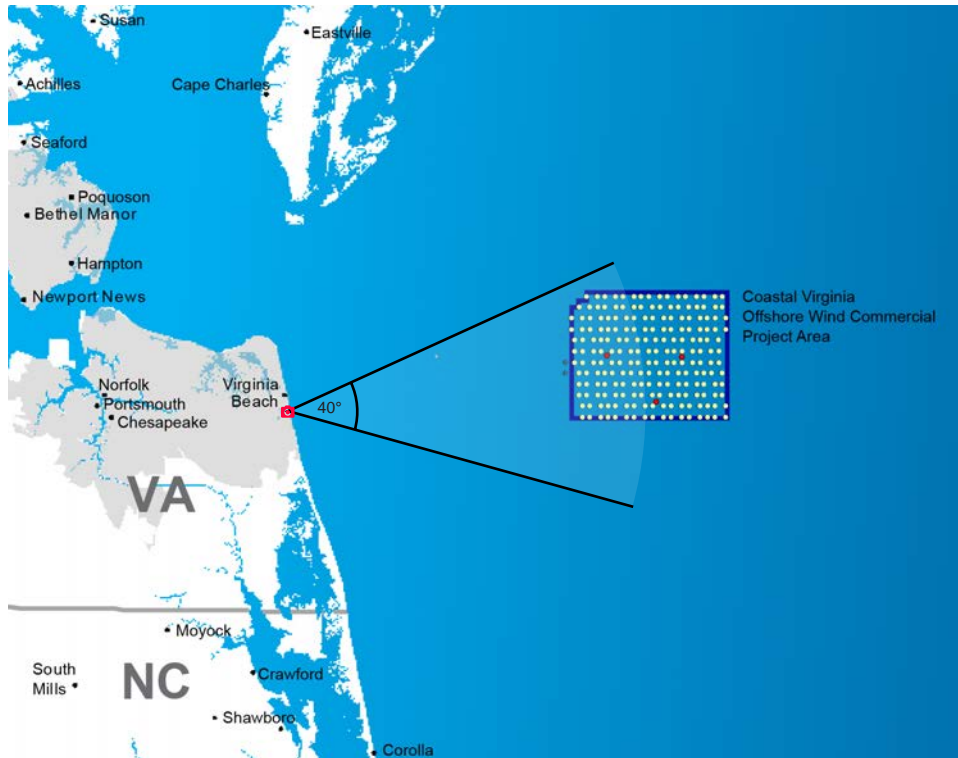 Susan
Eastville
Achilles
Cape Charles
Seaford
Poquoson
Bethel Manor
Hampton
Newport News
Coastal Virginia
Offshore Wind Commercial
Project Area
Norfolk
Virginia
Beach
Portsmouth
40°
Chesapeake
VA
Moyock
South
Mills
NC
Crawford
Shawboro
Corolla